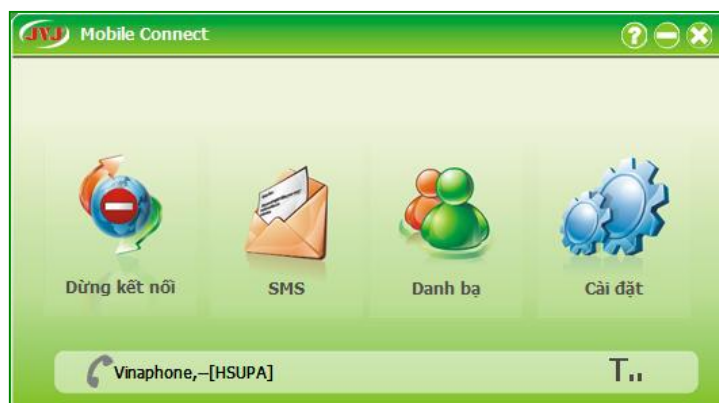 JVJ Mobile Connect
Dừng kết nối
SMS
Danh bạ
Cài đặt
Vinaphone,--[HSUPA]